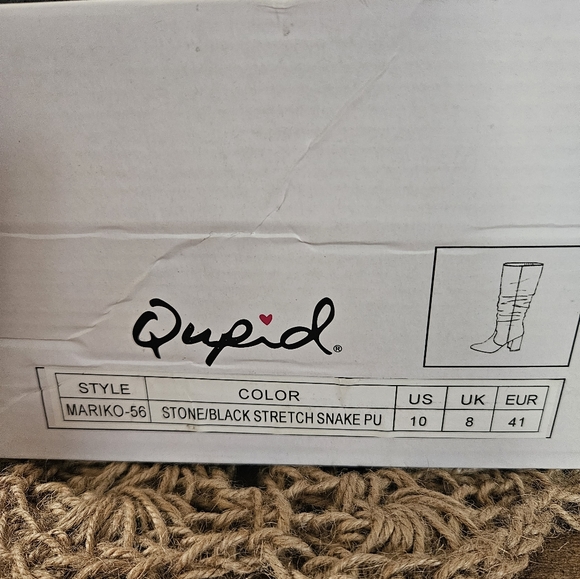 Qupid®
STYLE COLOR US UK EUR
MARIKO-56 STONE/BLACK STRETCH SNAKE PU 10 8 41